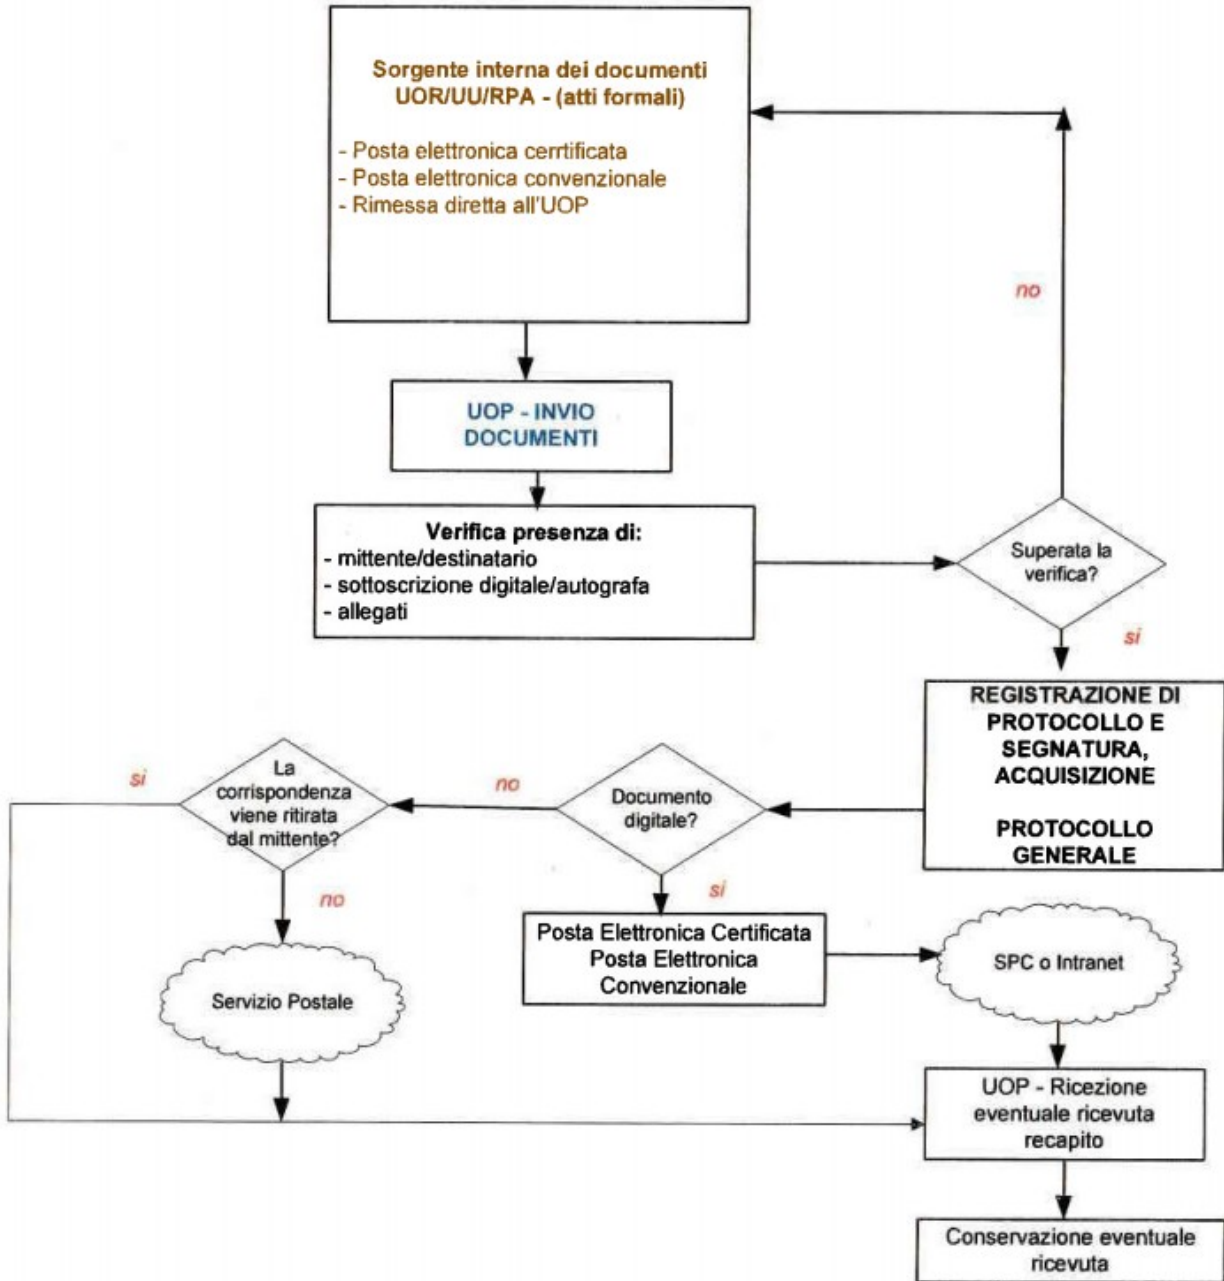 Sorgente interna dei documenti
UOR/UU/RPA - (atti formali)
- Posta elettronica cerrtificata
- Posta elettronica convenzionale
- Rimessa diretta all'UOP
no
UOP - INVIO
DOCUMENTI
Verifica presenza di:
- mittente/destinatario
- sottoscrizione digitale/autografa
- allegati
Superata la
verifica?
si
REGISTRAZIONE DI
PROTOCOLLO E
SEGNATURA,
ACQUISIZIONE
PROTOCOLLO
GENERALE
Documento
digitale?
no
La
corrispondenza
viene ritirata
dal mittente?
si
no
Servizio Postale
si
Posta Elettronica Certificata
Posta Elettronica
Convenzionale
SPC o Intranet
UOP - Ricezione
eventuale ricevuta
recapito
Conservazione eventuale
ricevuta